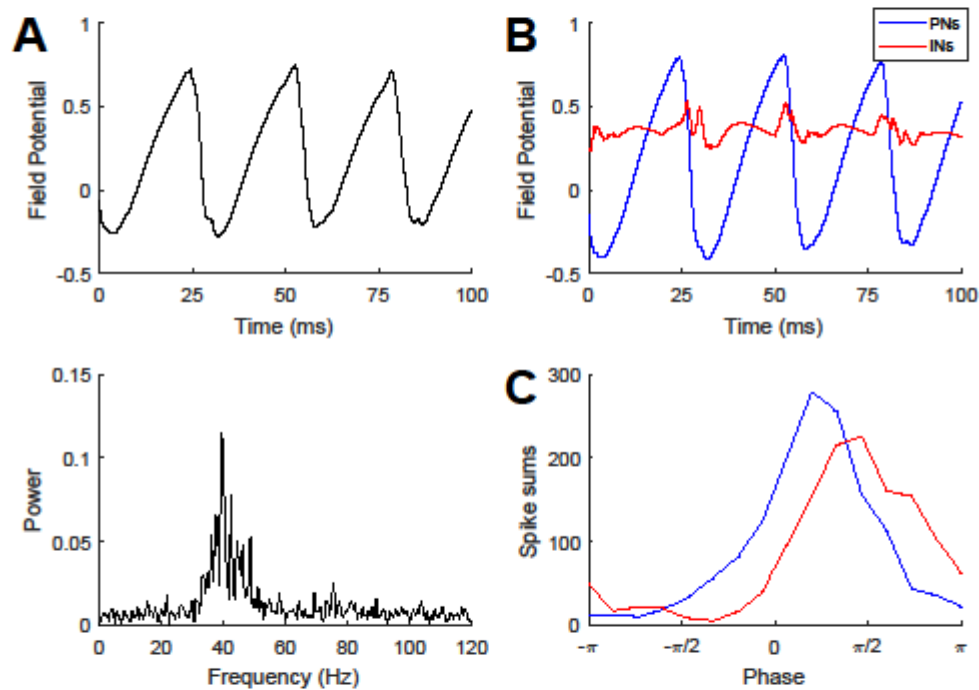 A
1
0.5
0
-0.5
Field Potential
0 25 50 75 100
Time (ms)
B
PNs
INs
1
0.5
0
-0.5
Field Potential
0 25 50 75 100
Time (ms)
0.15
0.1
0.05
0
Power
0 20 40 60 80 100 120
Frequency (Hz)
C
300
200
100
0
Spike sums
-π -π/2 0 π/2 π
Phase